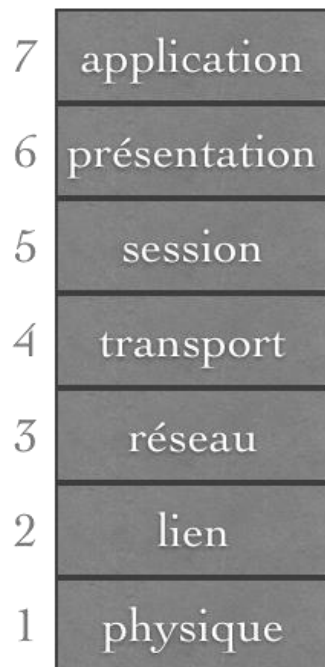 7 application
6 présentation
5 session
4 transport
3 réseau
2 lien
1 physique